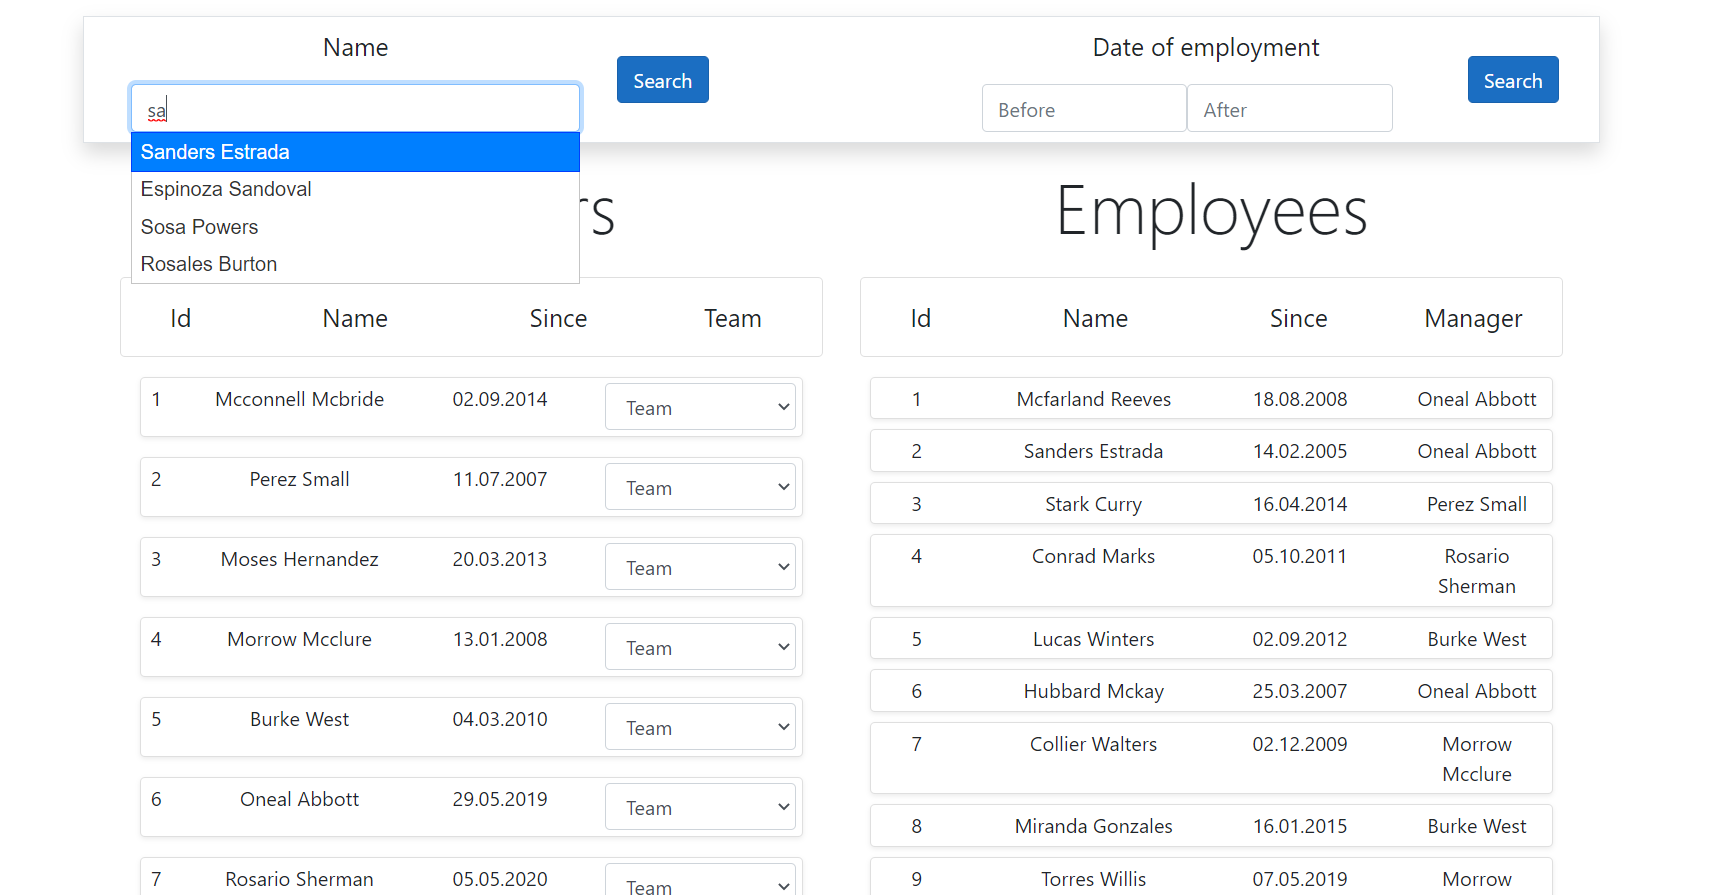 Name
Search
Date of employment
Search
sa
Before
After
Sanders Estrada
Espinoza Sandoval
Sosa Powers
Rosales Burton
rs
Employees
Id Name Since Team
1 Mcconnell Mcbride 02.09.2014 Team
2 Perez Small 11.07.2007 Team
3 Moses Hernandez 20.03.2013 Team
4 Morrow Mcclure 13.01.2008 Team
5 Burke West 04.03.2010 Team
6 Oneal Abbott 29.05.2019 Team
7 Rosario Sherman 05.05.2020 Team
Id Name Since Manager
1 Mcfarland Reeves 18.08.2008 Oneal Abbott
2 Sanders Estrada 14.02.2005 Oneal Abbott
3 Stark Curry 16.04.2014 Perez Small
4 Conrad Marks 05.10.2011 Rosario
Sherman
5 Lucas Winters 02.09.2012 Burke West
6 Hubbard Mckay 25.03.2007 Oneal Abbott
7 Collier Walters 02.12.2009 Morrow
Mcclure
8 Miranda Gonzales 16.01.2015 Burke West
9 Torres Willis 07.05.2019 Morrow